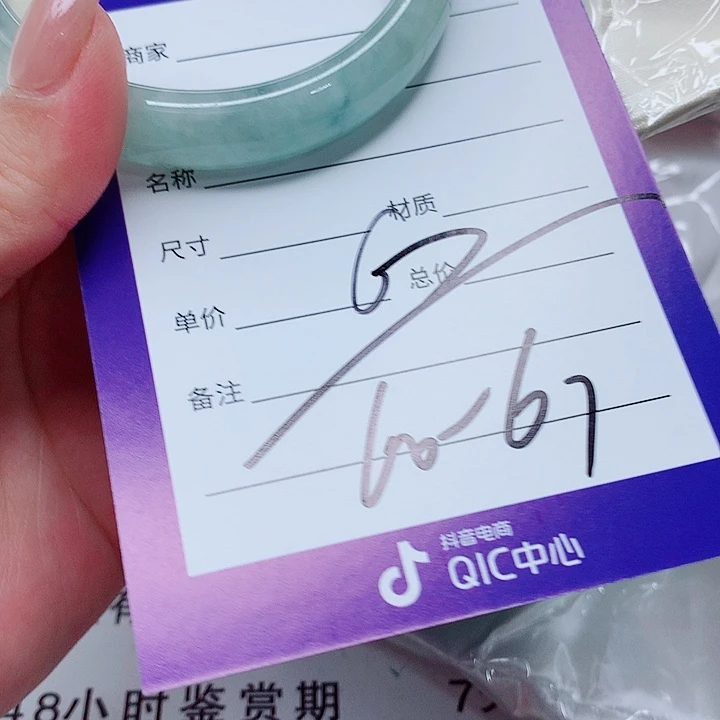 商家
名称
尺寸 材质
单价 总价
备注
60-67
抖音电商
QIC中心
48小时鉴赏期 7